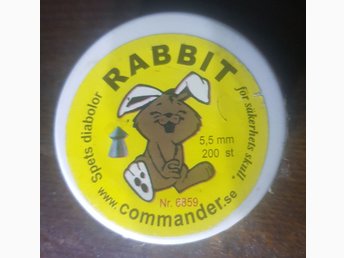 RABBIT
Spets diabolor
för säkerhets skull.
5,5 mm
200 st
Nr. 6359
www.commander.se